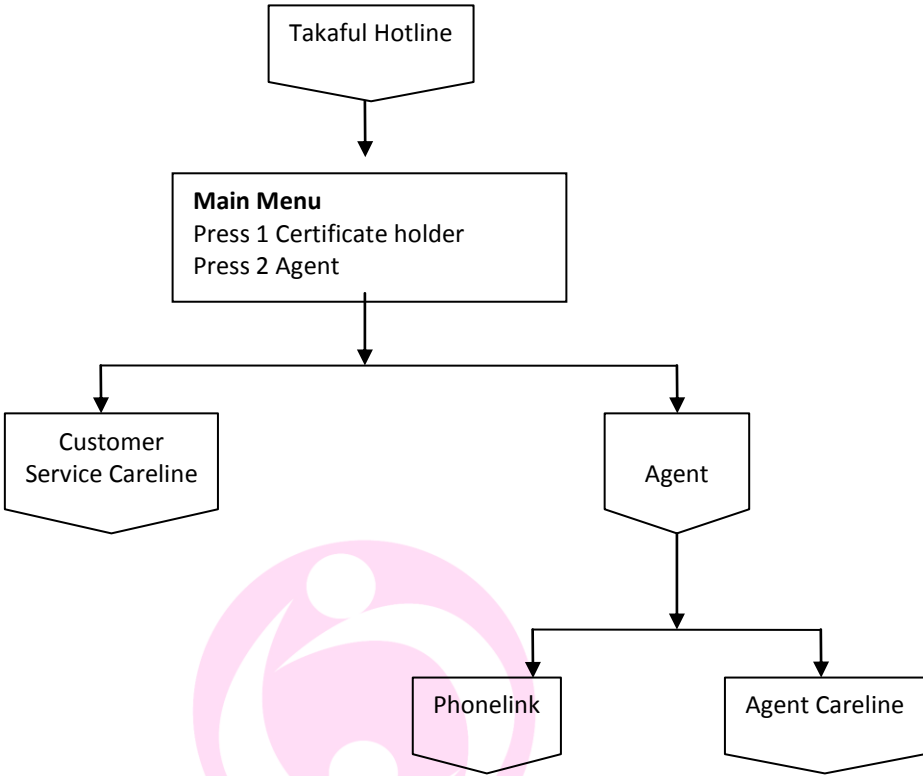 Takaful Hotline
Main Menu
Press 1 Certificate holder
Press 2 Agent
Customer
Service Careline
Agent
Phonelink
Agent Careline